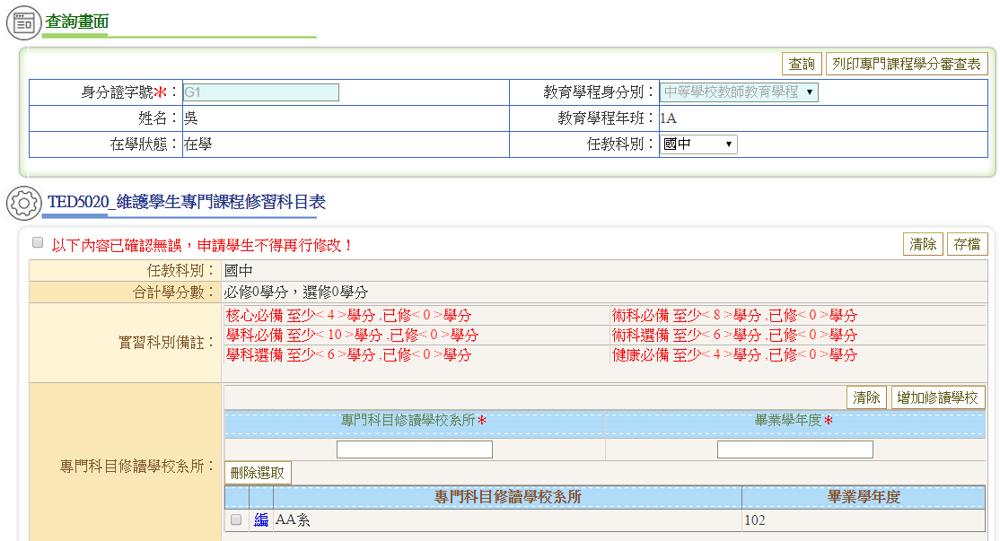 查詢畫面
查詢 列印專門課程學分審查表
身分證字號＊： G1 教育學程身分別： 中等學校教師教育學程
姓名： 吳 教育學程年班： 1A
在學狀態： 在學 任教科別： 國中
TED5020_維護學生專門課程修習科目表
以下內容已確認無誤，申請學生不得再行修改！ 清除 存檔
任教科別： 國中
合計學分數： 必修0學分，選修0學分
實習科別備註：
核心必備 至少< 4 >學分 ,已修< 0 >學分 術科必備 至少< 8 >學分 ,已修< 0 >學分
學科必備 至少< 10 >學分 ,已修< 0 >學分 術科選備 至少< 6 >學分 ,已修< 0 >學分
學科選備 至少< 6 >學分 ,已修< 0 >學分 健康必備 至少< 4 >學分 ,已修< 0 >學分
清除 增加修讀學校
專門科目修讀學校系所＊ 畢業學年度＊
專門科目修讀學校系所：
刪除選取
專門科目修讀學校系所 畢業學年度
編 AA系 102